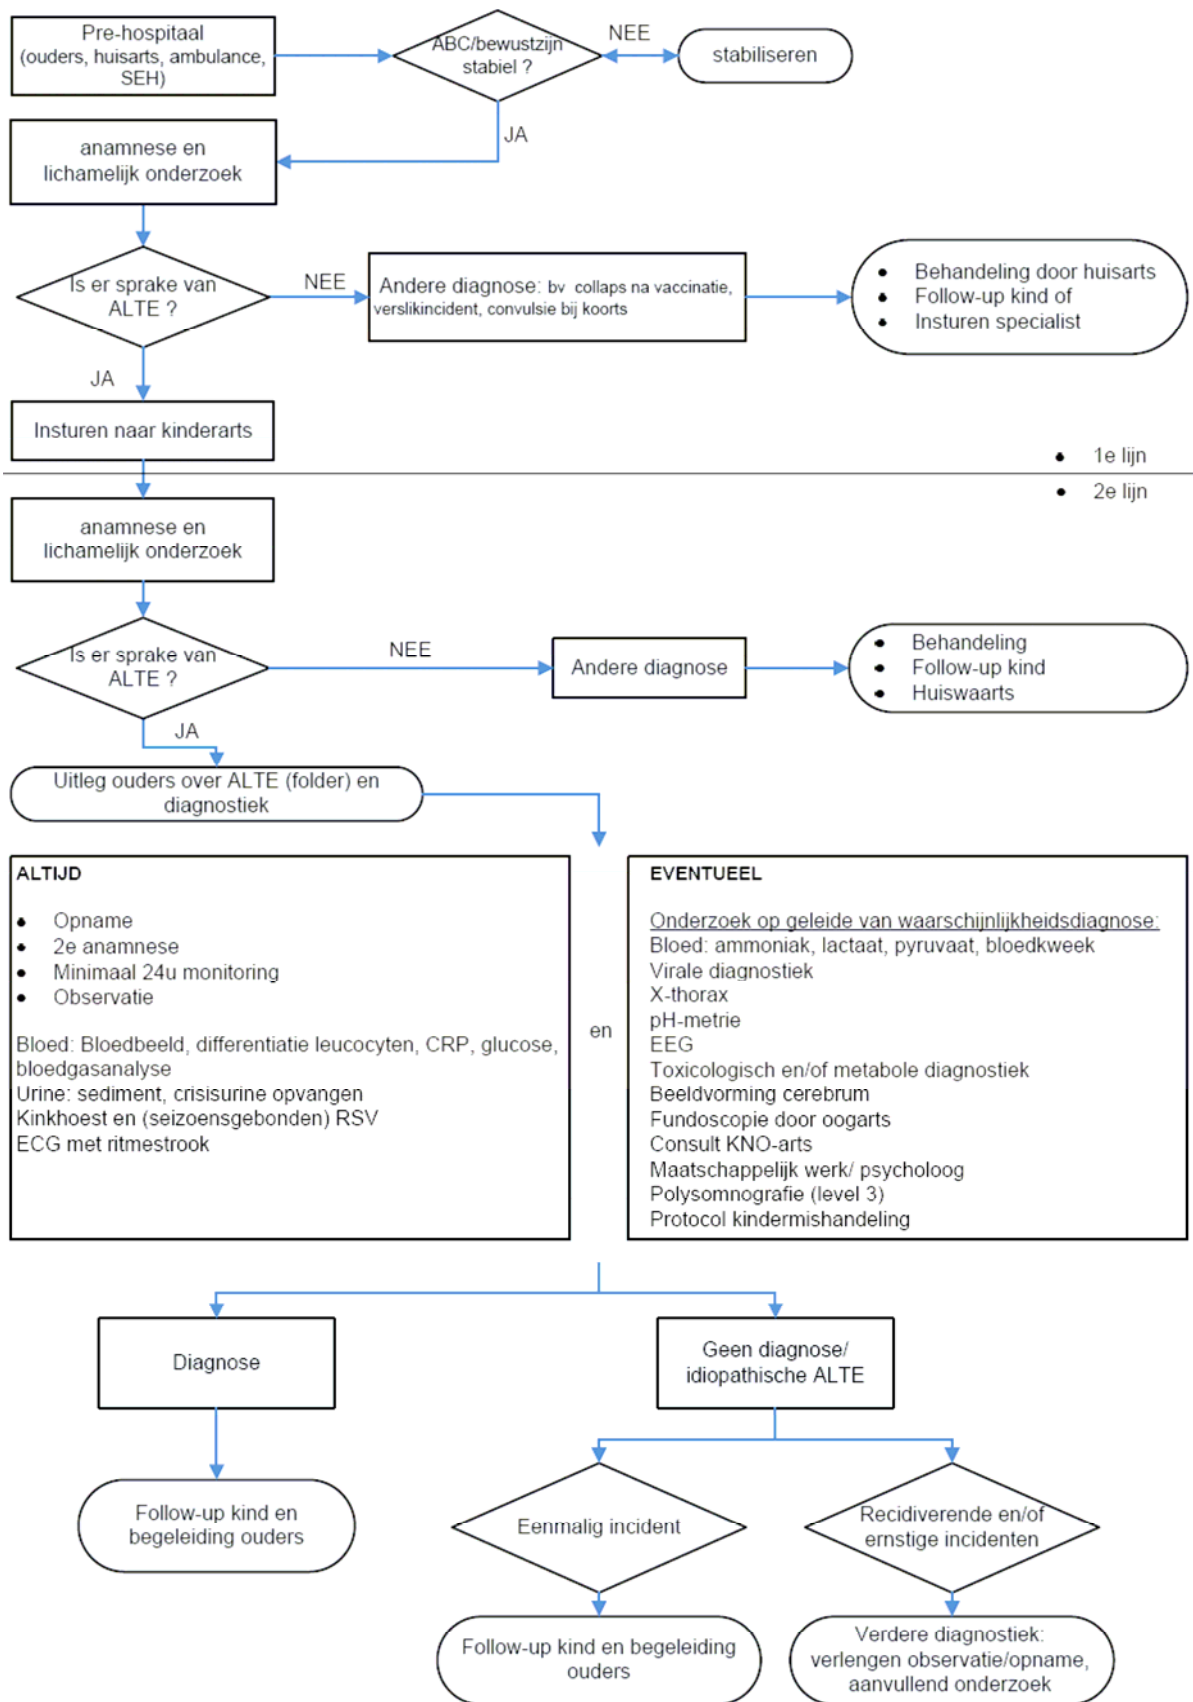 Pre-hospitaal
(ouders, huisarts, ambulance,
SEH)
ABC/bewustzijn
stabiel ?
NEE
stabiliseren
JA
anamnese en
lichamelijk onderzoek
Is er sprake van
ALTE ?
NEE
Andere diagnose: bv collaps na vaccinatie,
verslikincident, convulsie bij koorts
• Behandeling door huisarts
• Follow-up kind of
• Insturen specialist
JA
Insturen naar kinderarts
• 1e lijn
• 2e lijn
anamnese en
lichamelijk onderzoek
Is er sprake van
ALTE ?
NEE
Andere diagnose
• Behandeling
• Follow-up kind
• Huiswaarts
JA
Uitleg ouders over ALTE (folder) en
diagnostiek
ALTIJD
• Opname
• 2e anamnese
• Minimaal 24u monitoring
• Observatie
Bloed: Bloedbeeld, differentiatie leucocyten, CRP, glucose,
bloedgasanalyse
Urine: sediment, crisisurine opvangen
Kinkhoest en (seizoensgebonden) RSV
ECG met ritmestrook
en
EVENTUEEL
Onderzoek op geleide van waarschijnlijkheidsdiagnose:
Bloed: ammoniak, lactaat, pyruvaat, bloedkweek
Virale diagnostiek
X-thorax
pH-metrie
EEG
Toxicologisch en/of metabole diagnostiek
Beeldvorming cerebrum
Fundoscopie door oogarts
Consult KNO-arts
Maatschappelijk werk/ psycholoog
Polysomnografie (level 3)
Protocol kindermishandeling
Diagnose
Geen diagnose/
idiopathische ALTE
Follow-up kind en
begeleiding ouders
Eenmalig incident
Recidiverende en/of
ernstige incidenten
Follow-up kind en begeleiding
ouders
Verdere diagnostiek:
verlengen observatie/opname,
aanvullend onderzoek